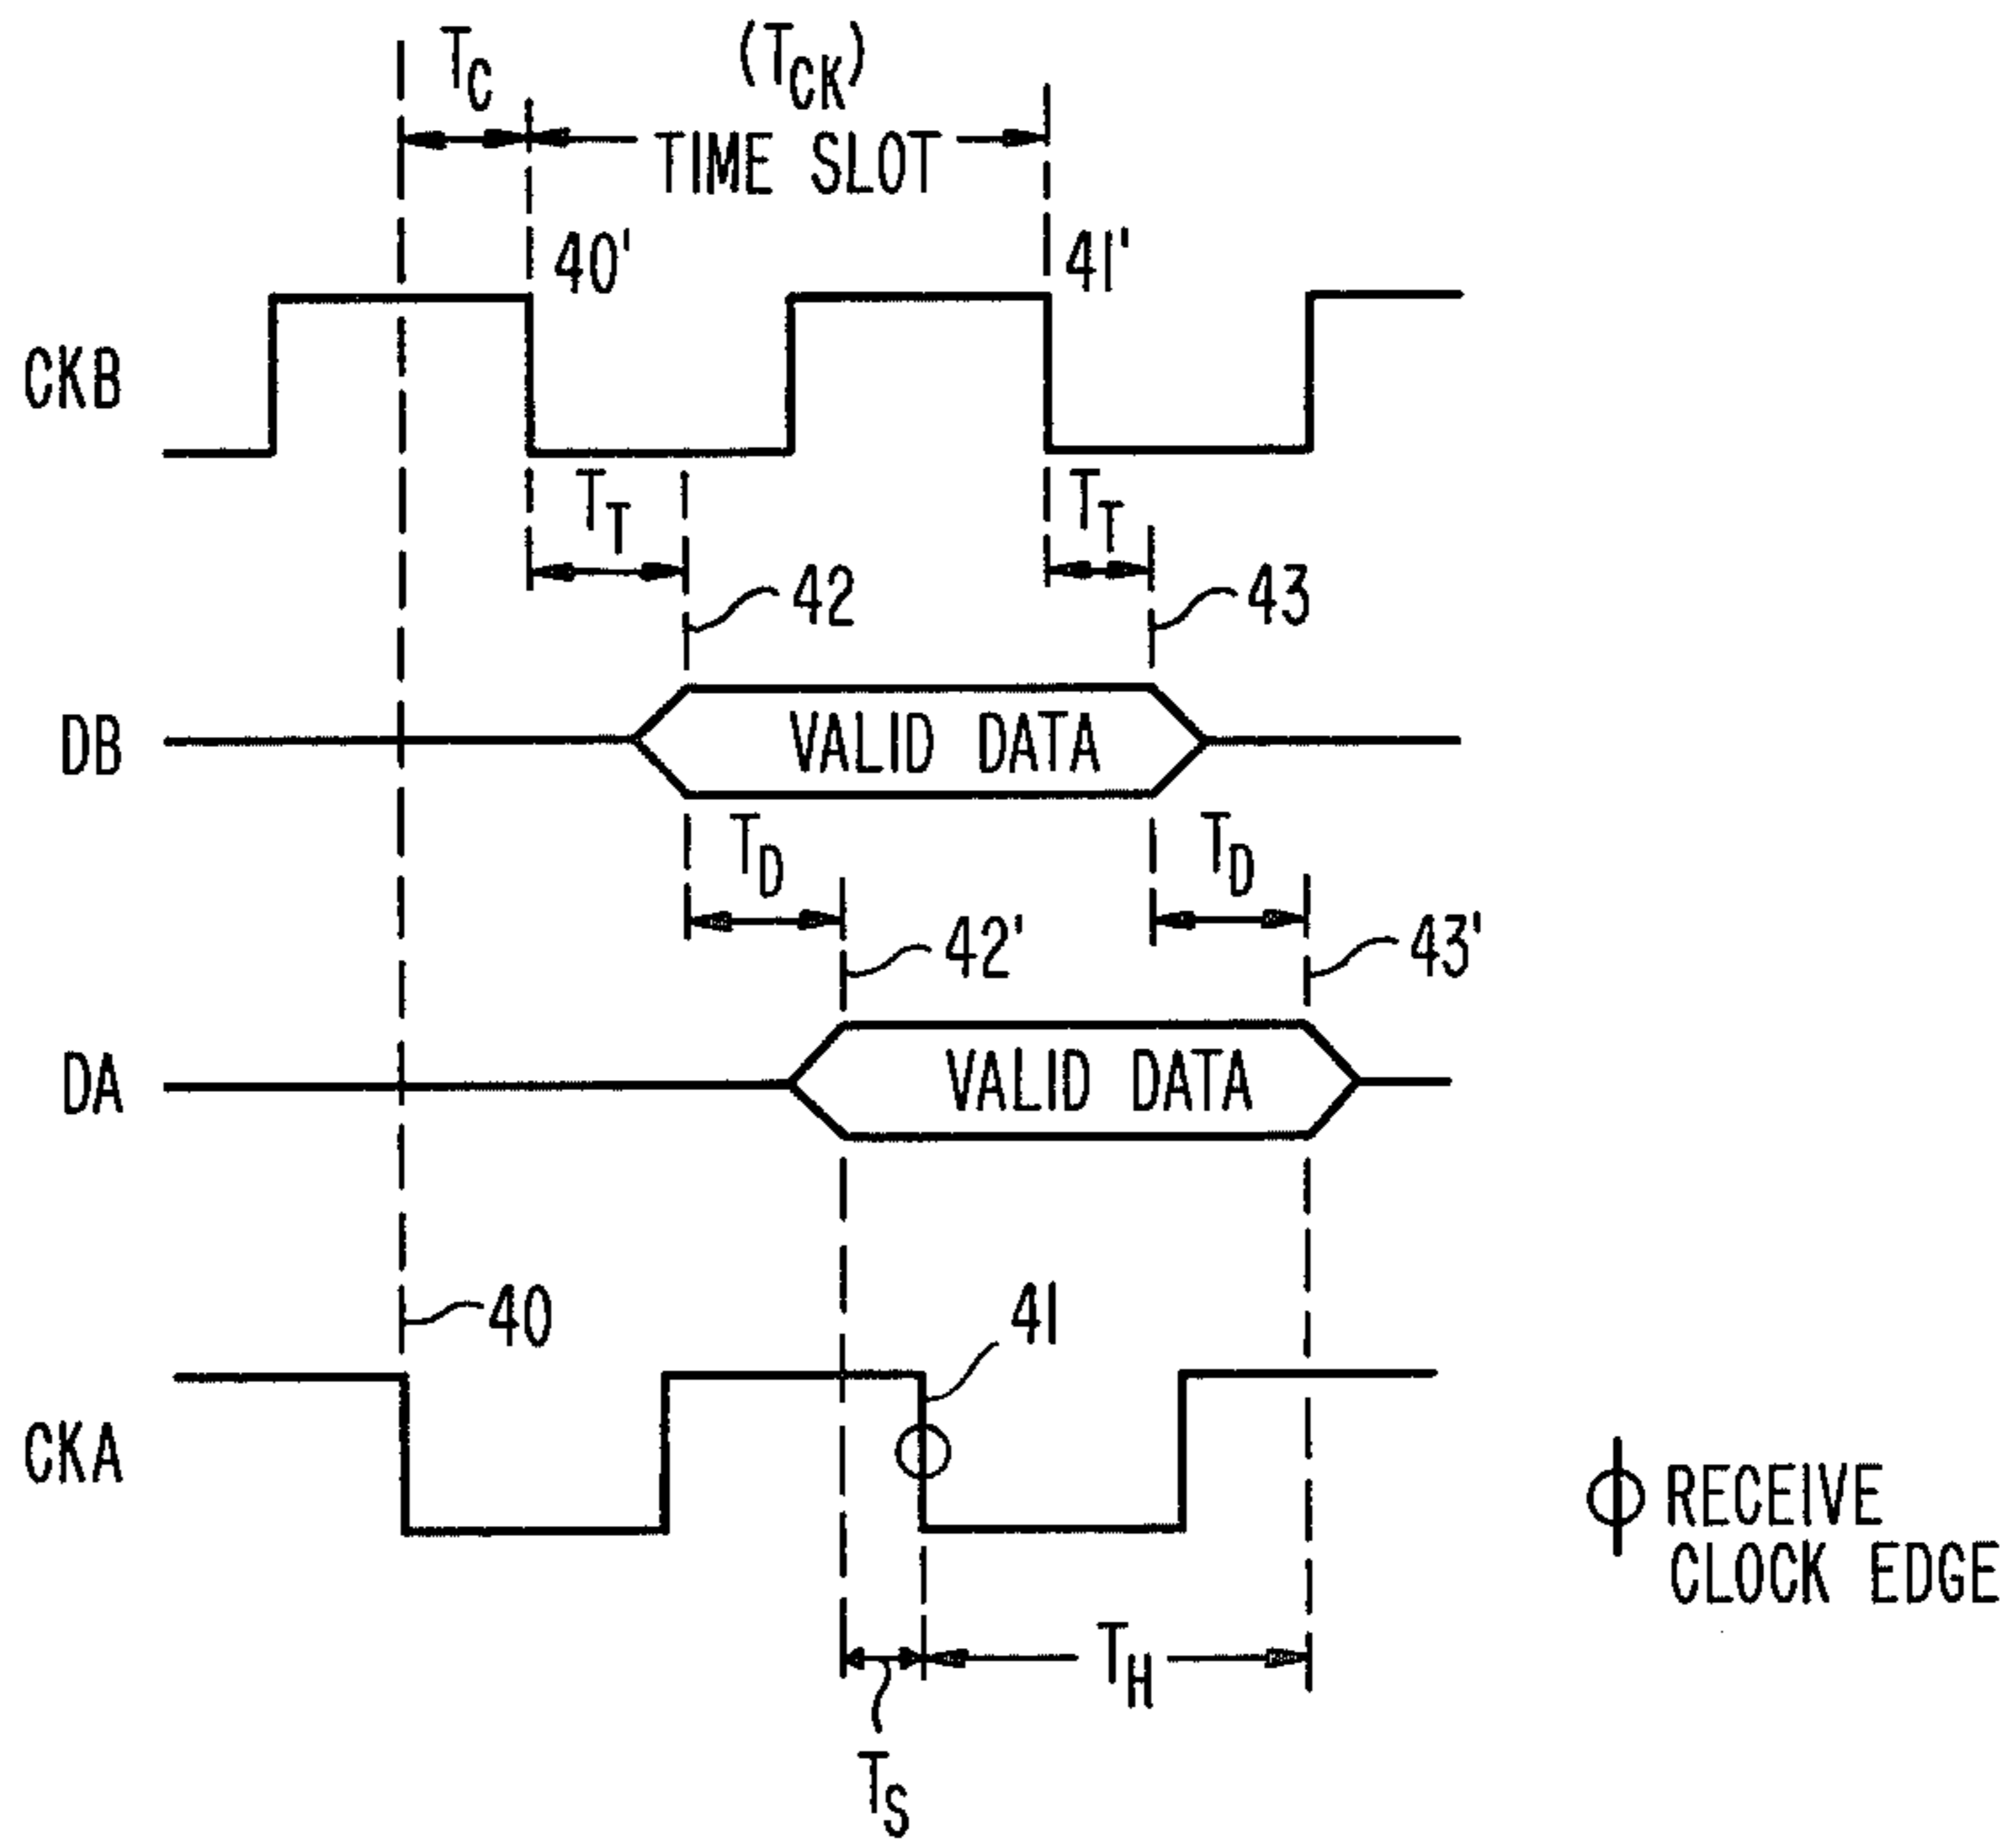 T_C
(T_CK)
TIME SLOT
40'
41'
CKB
T_T
T_T
42
43
DB
VALID DATA
T_D
T_D
42'
43'
DA
VALID DATA
40
41
CKA
RECEIVE
CLOCK EDGE
T_H
T_S